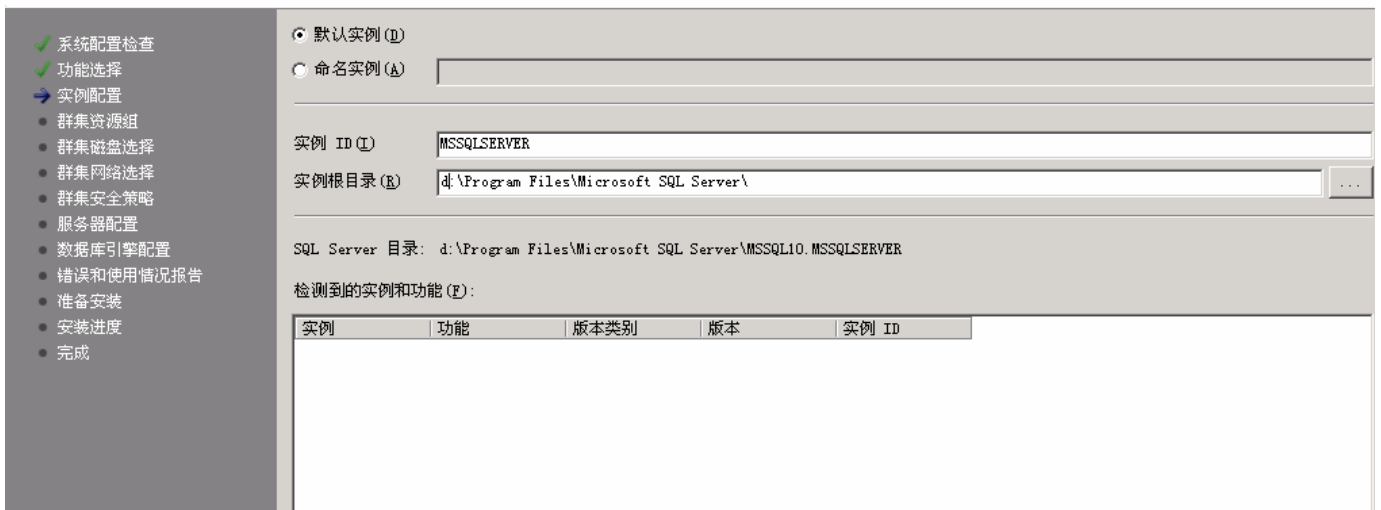 系统配置检查
功能选择
实例配置
群集资源组
群集磁盘选择
群集网络选择
群集安全策略
服务器配置
数据库引擎配置
错误和使用情况报告
准备安装
安装进度
完成
默认实例(D)
命名实例(A)
实例 ID(I) MSSQLSERVER
实例根目录(R) d:\Program Files\Microsoft SQL Server\ ...
SQL Server 目录: d:\Program Files\Microsoft SQL Server\MSSQL10.MSSQLSERVER
检测到的实例和功能(F):
实例 功能 版本类别 版本 实例 ID